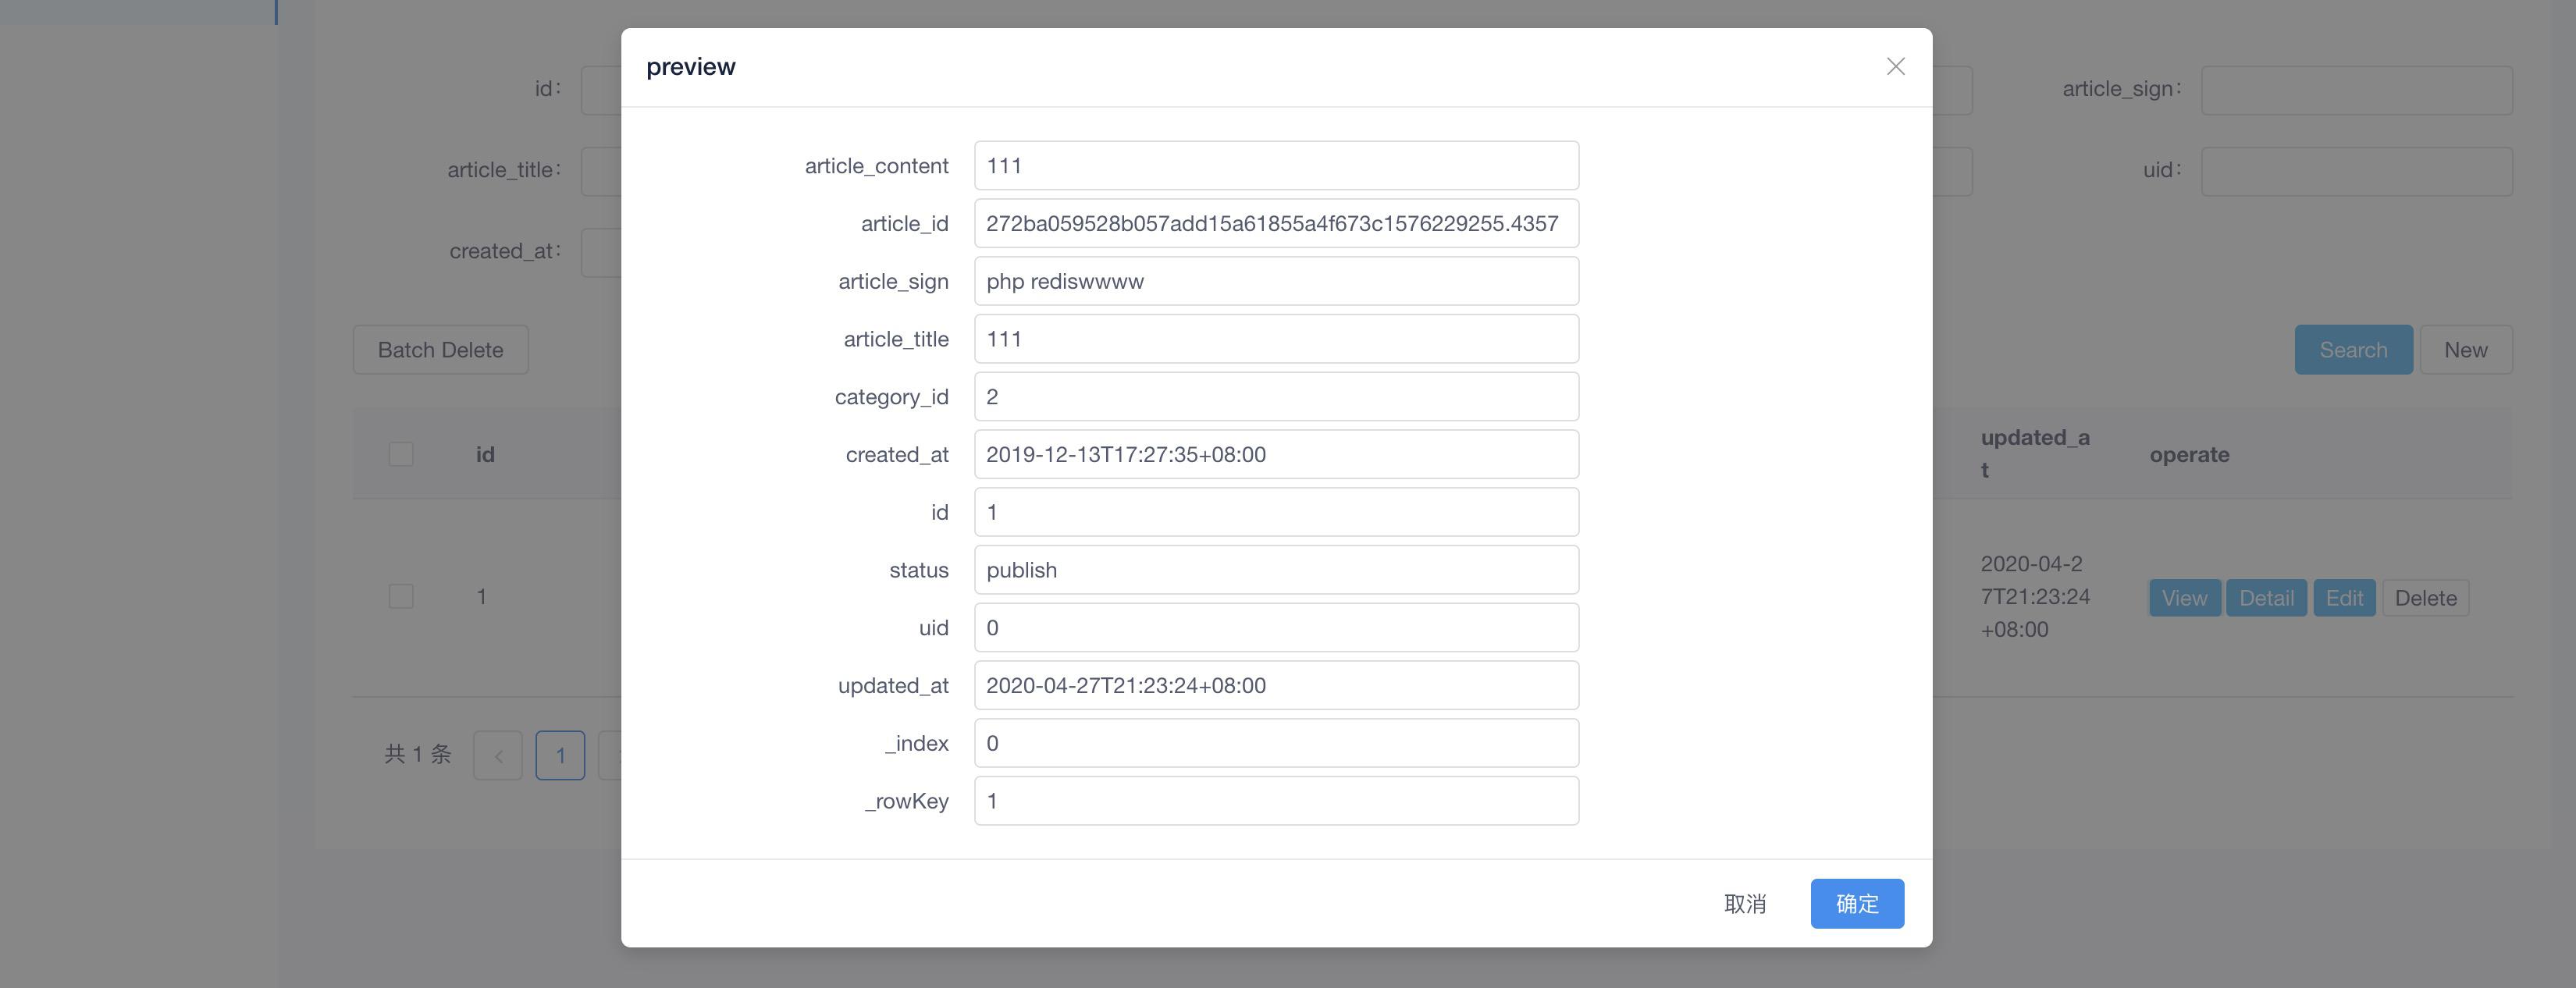 preview
article_content 111
article_id 272ba059528b057add15a61855a4f673c1576229255.4357
article_sign php rediswwww
article_title 111
category_id 2
created_at 2019-12-13T17:27:35+08:00
id 1
status publish
uid 0
updated_at 2020-04-27T21:23:24+08:00
_index 0
_rowKey 1
取消 确定
id: article_sign:
article_title: uid:
created_at:
Batch Delete Search New
id updated_a
t operate
1 2020-04-2
7T21:23:24
+08:00
View Detail Edit Delete
共 1 条 < 1